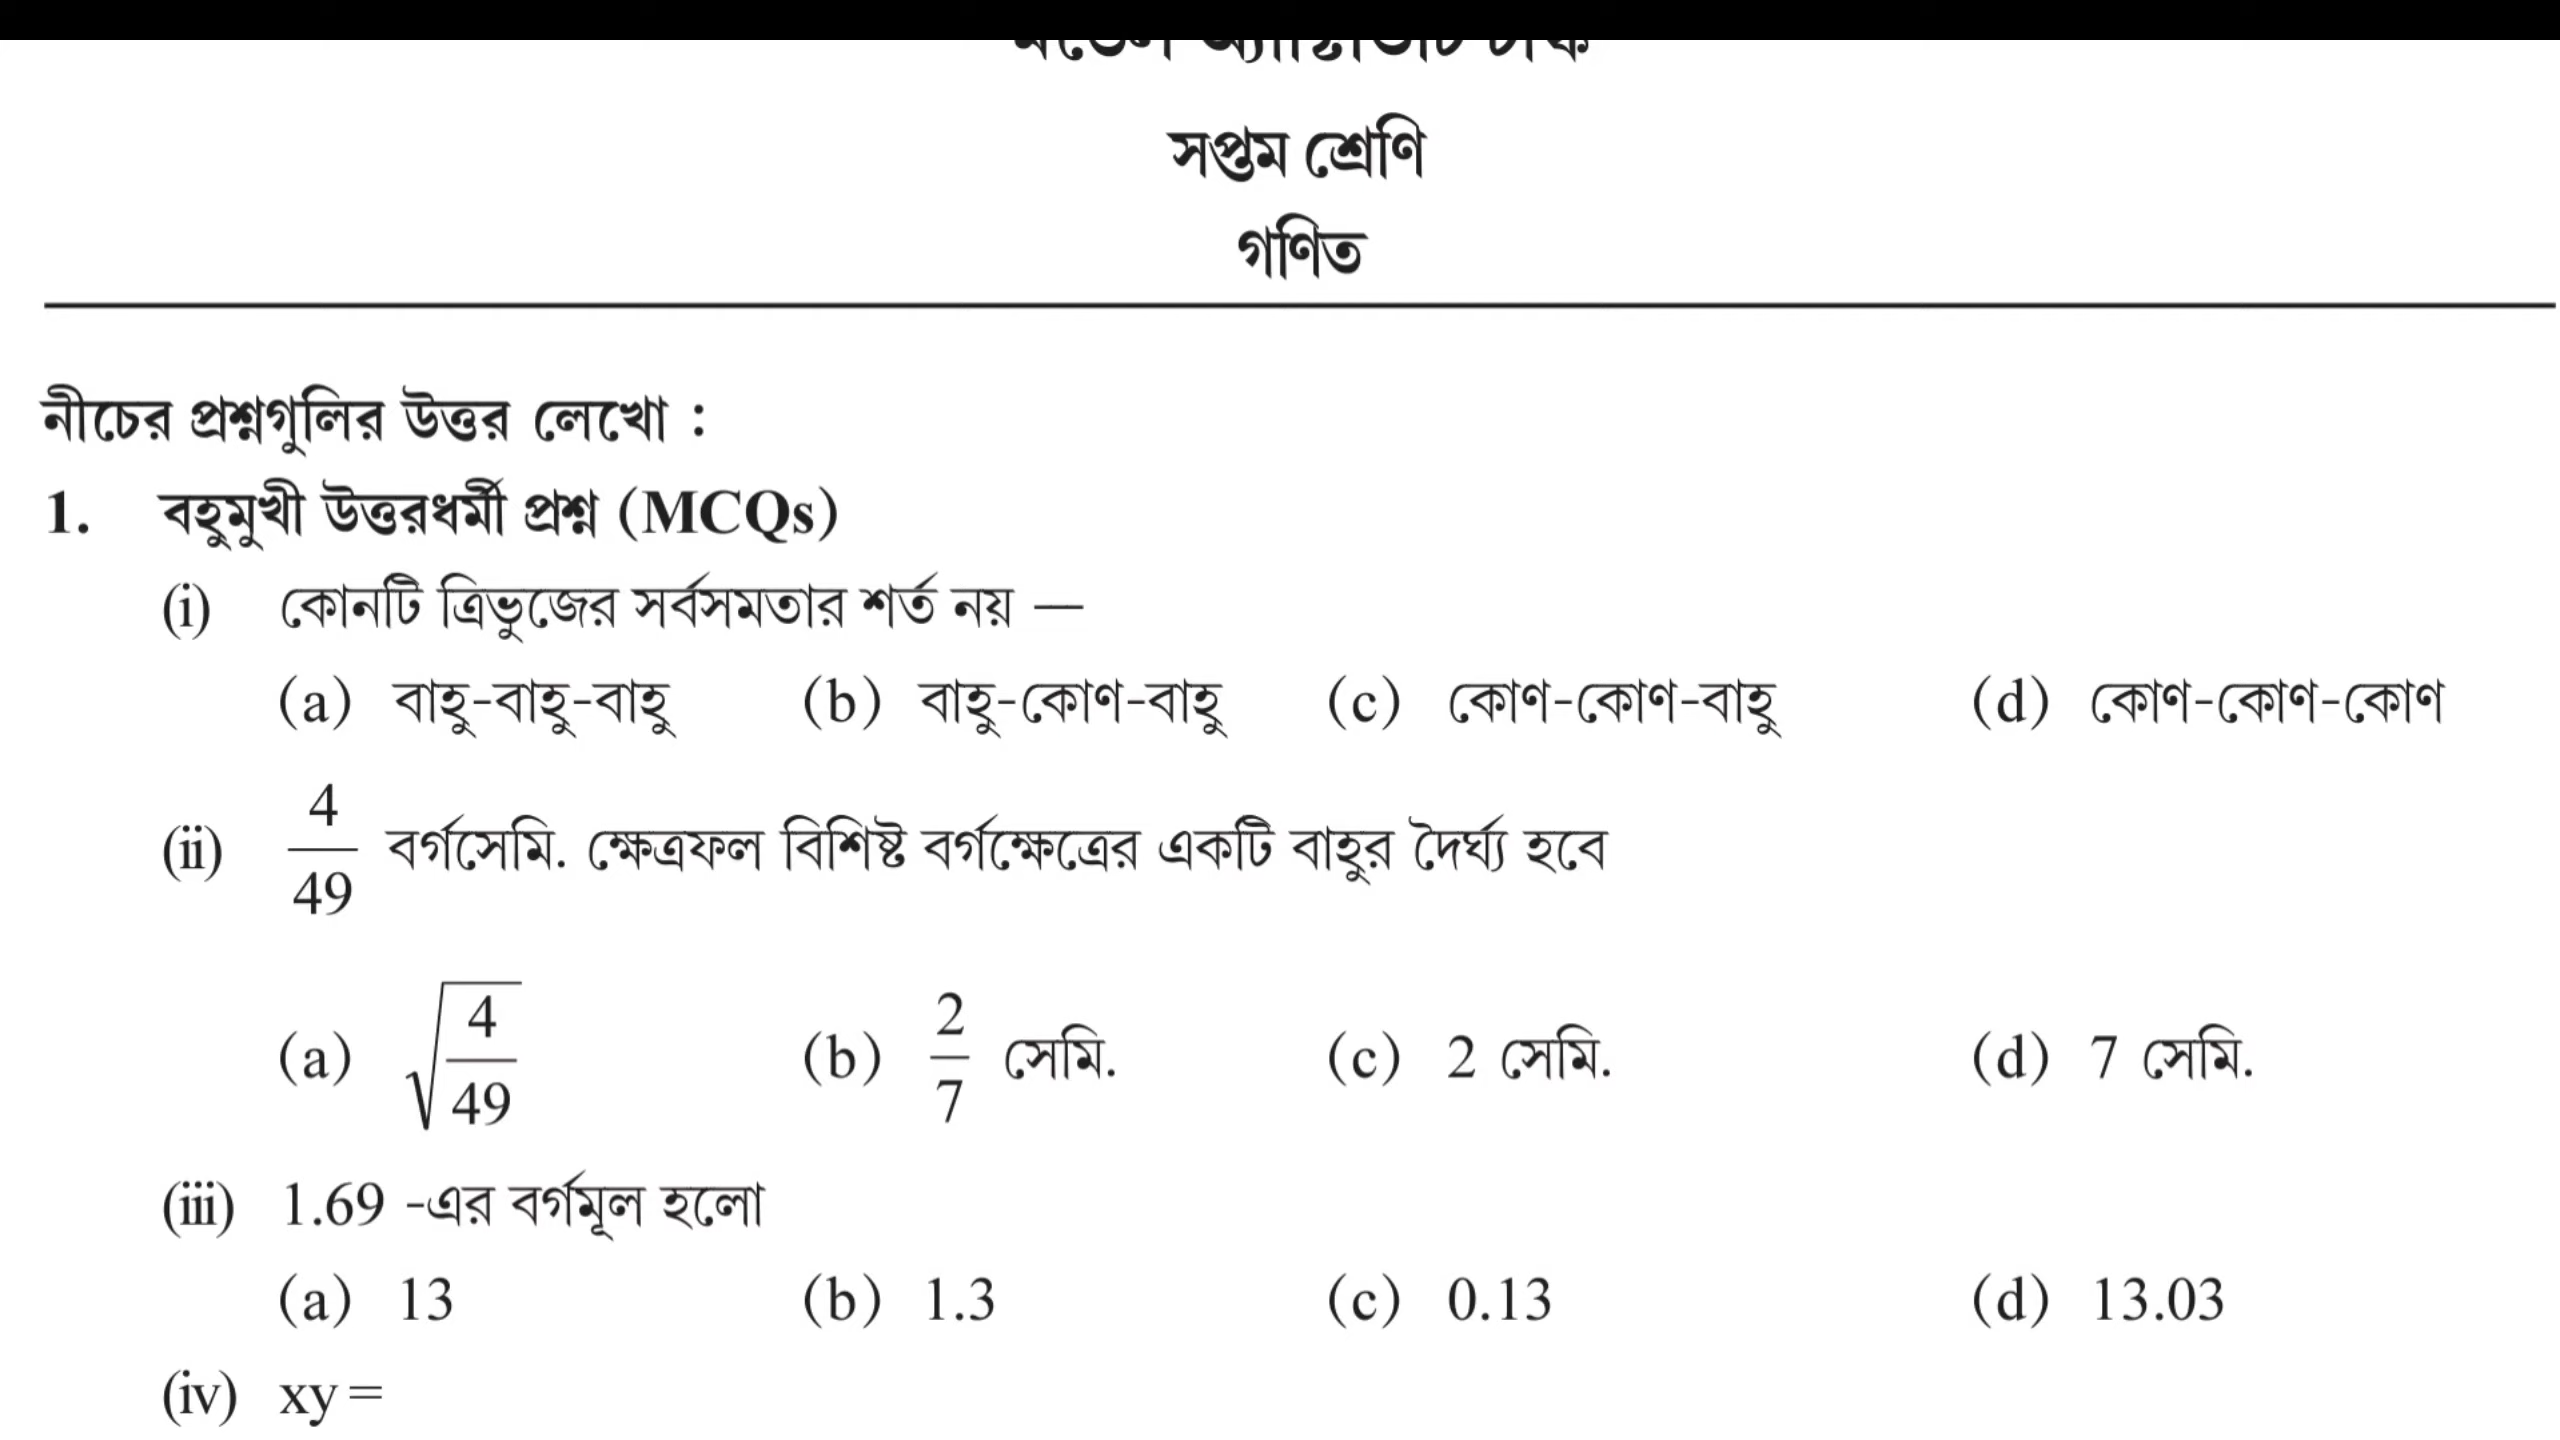 সপ্তম শ্রেণি
গণিত
নীচের প্রশ্নগুলির উত্তর লেখো :
1. বহুমুখী উত্তরধর্মী প্রশ্ন (MCQs)
(i) কোনটি ত্রিভুজের সর্বসমতার শর্ত নয় —
(a) বাহু-বাহু-বাহু (b) বাহু-কোণ-বাহু (c) কোণ-কোণ-বাহু (d) কোণ-কোণ-কোণ
(ii) 4/49 বর্গসেমি. ক্ষেত্রফল বিশিষ্ট বর্গক্ষেত্রের একটি বাহুর দৈর্ঘ্য হবে
(a) √(4/49) (b) 2/7 সেমি. (c) 2 সেমি. (d) 7 সেমি.
(iii) 1.69 -এর বর্গমূল হলো
(a) 13 (b) 1.3 (c) 0.13 (d) 13.03
(iv) xy =